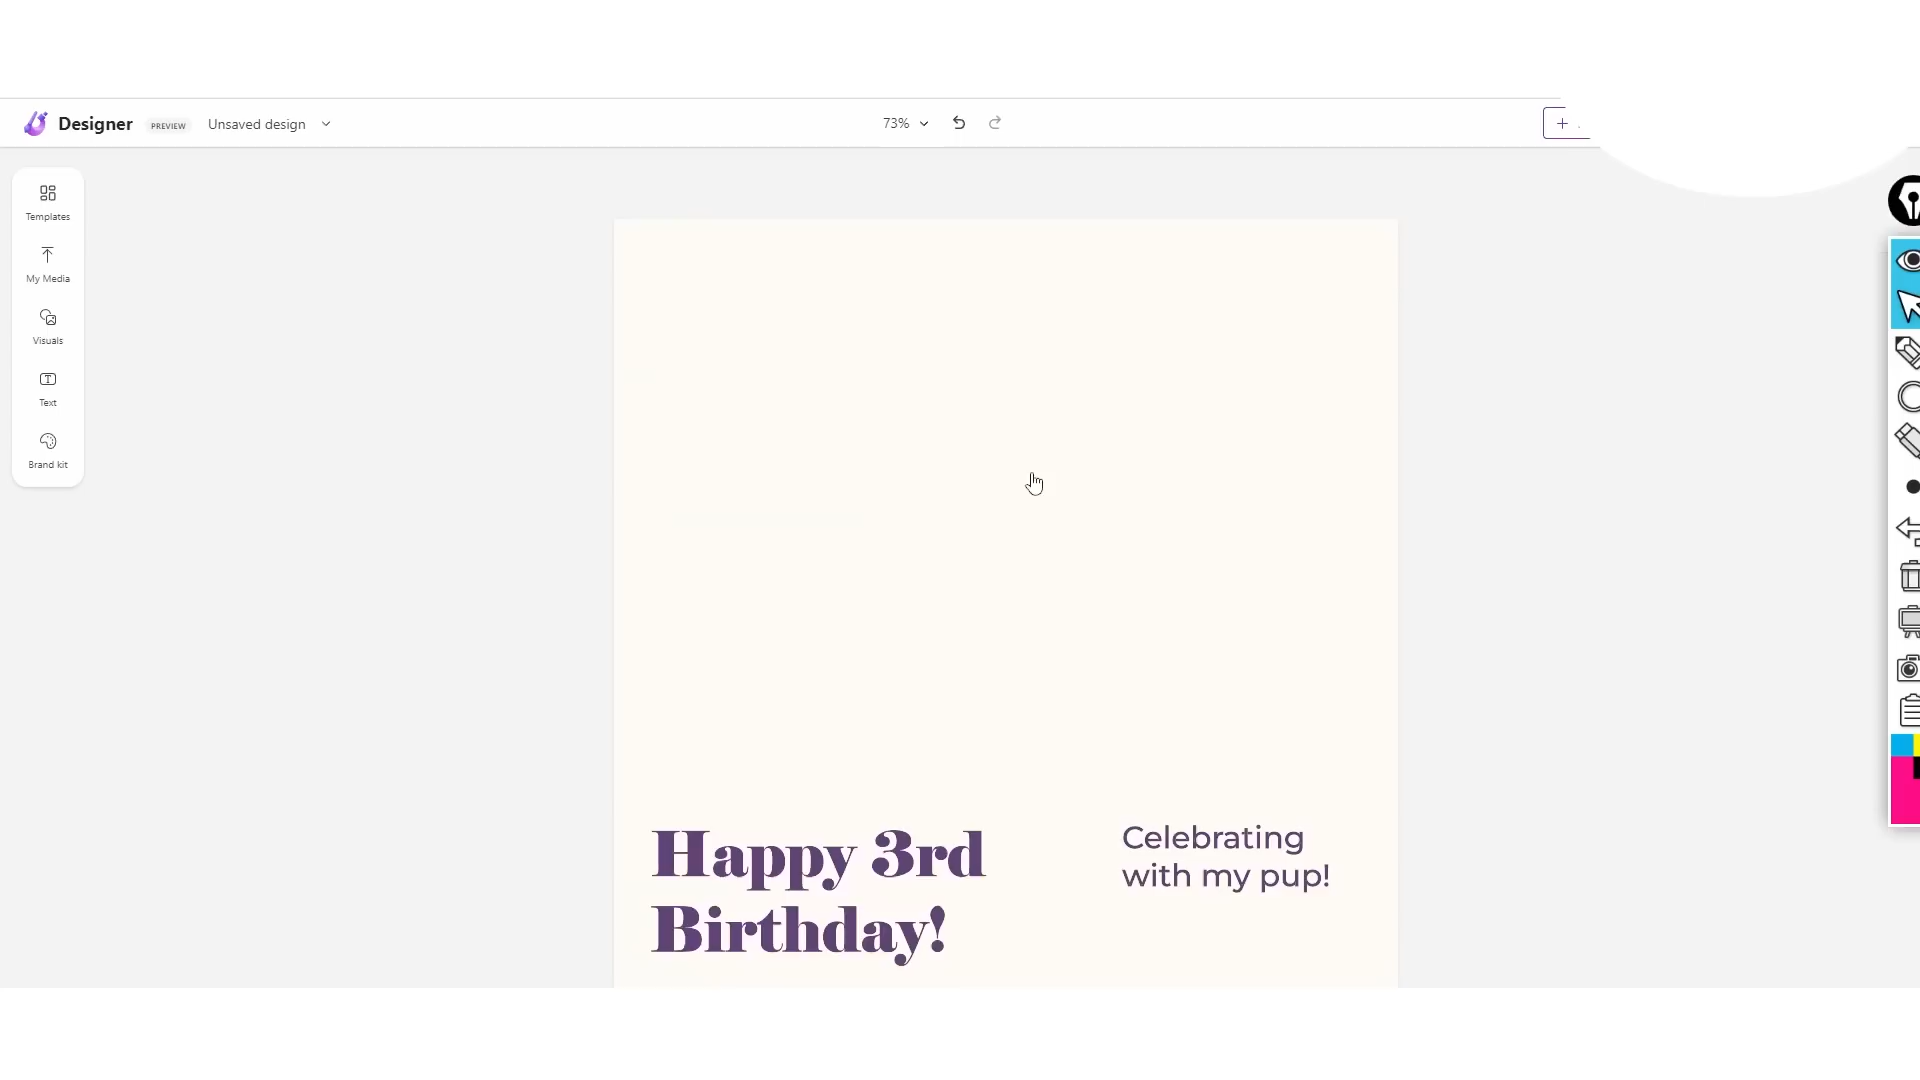 Designer PREVIEW Unsaved design 73%
Templates
My Media
Visuals
Text
Brand kit
Happy 3rd
Birthday!
Celebrating
with my pup!